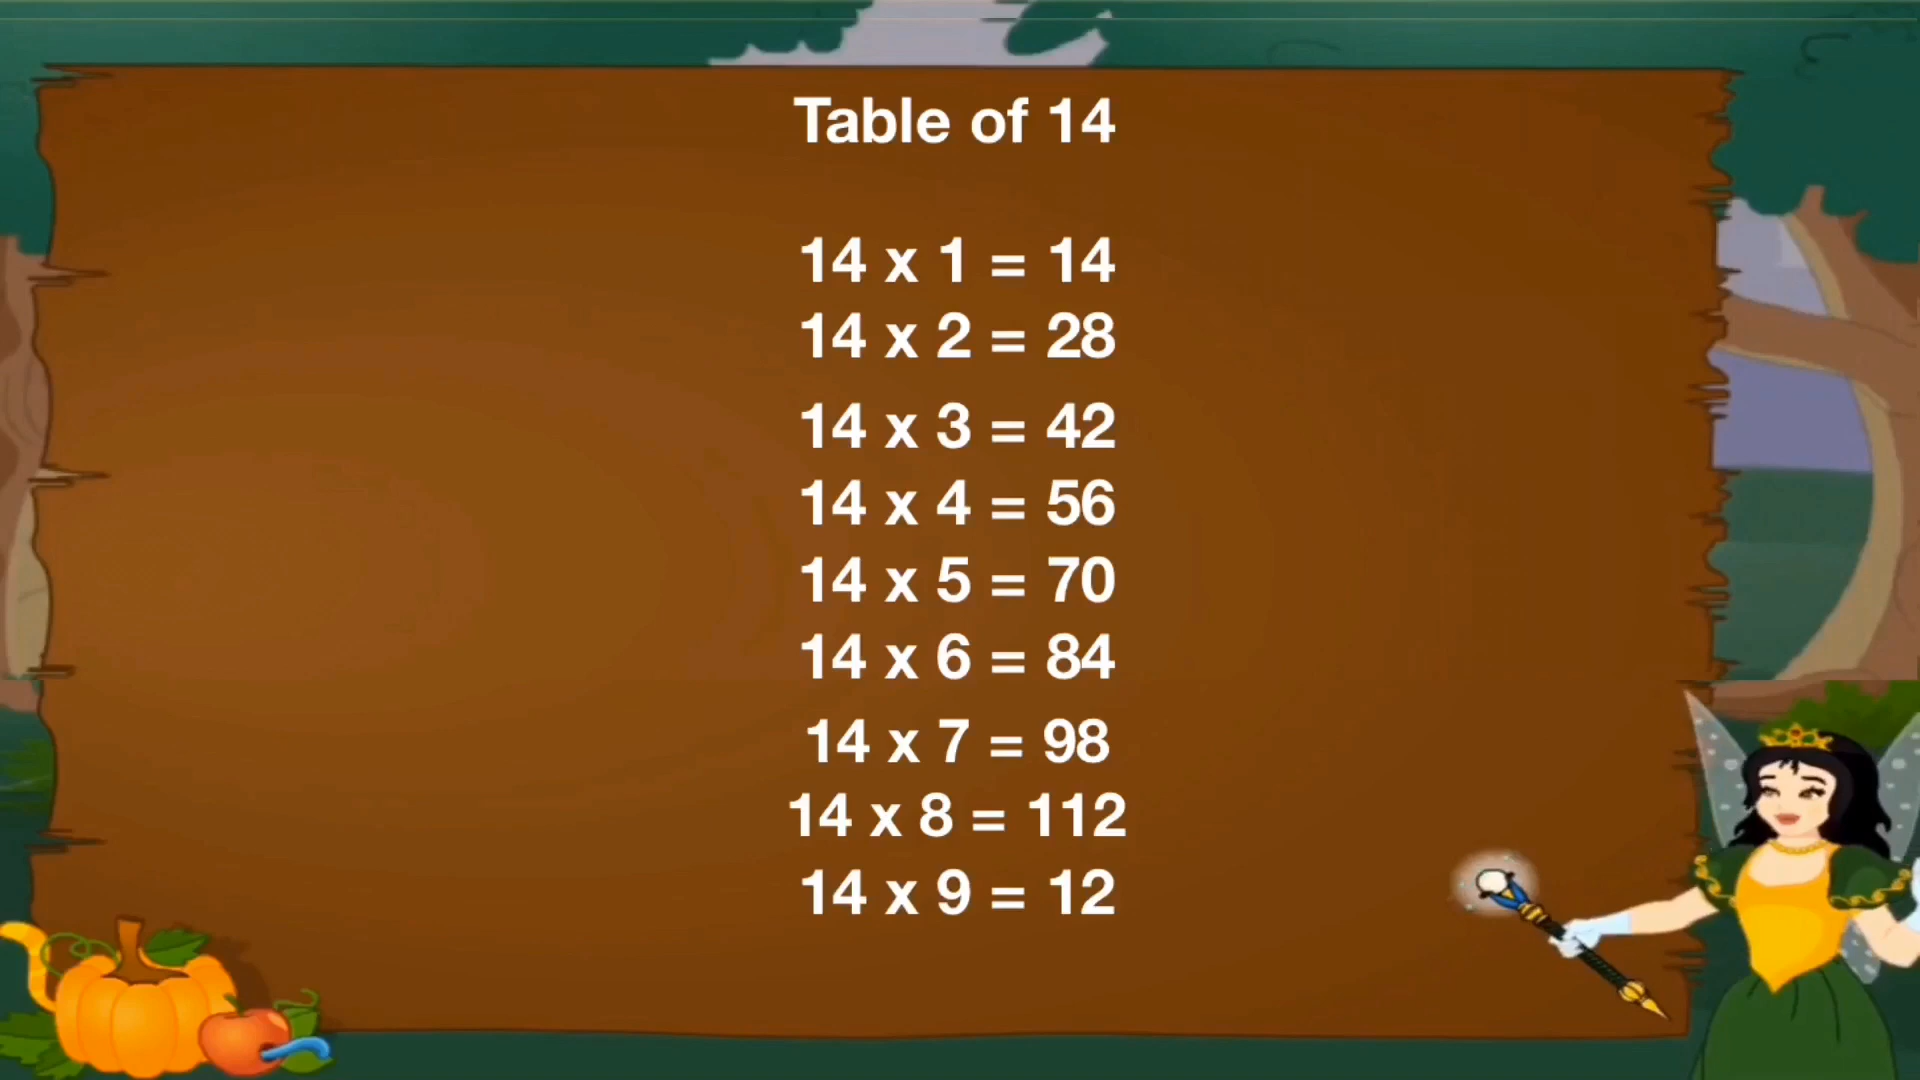 Table of 14
14 x 1 = 14
14 x 2 = 28
14 x 3 = 42
14 x 4 = 56
14 x 5 = 70
14 x 6 = 84
14 x 7 = 98
14 x 8 = 112
14 x 9 = 12